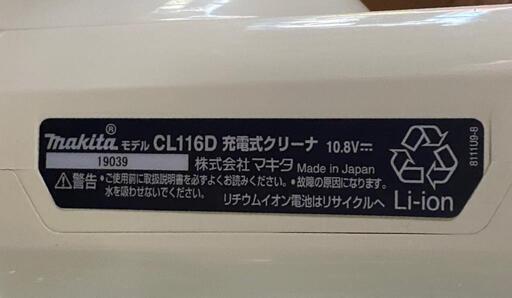 makita® モデル CL116D 充電式クリーナ 10.8V⎓
19039 株式会社マキタ Made in Japan
⚠警告 •ご使用前に取扱説明書を必ずよくお読みください。•故障の原因になります。
水を吸わせないでください。
リチウムイオン電池はリサイクルへ
Li-ion
8111U9-8